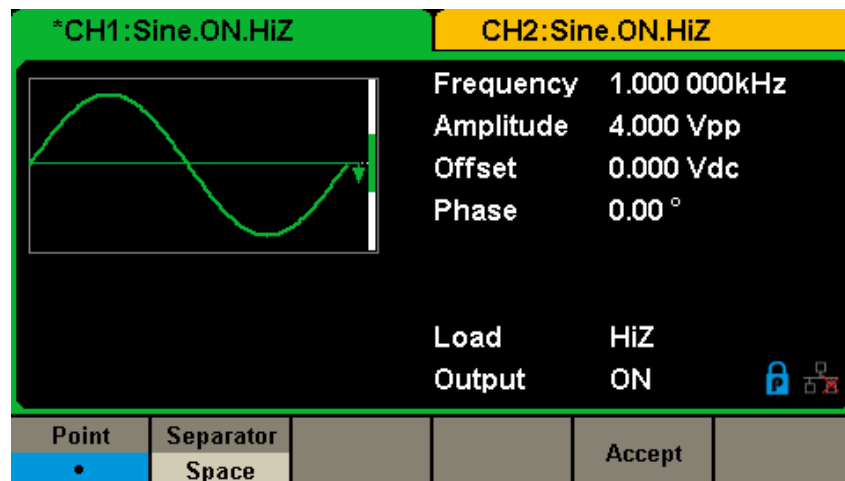 *CH1:Sine.ON.HiZ CH2:Sine.ON.HiZ
Frequency 1.000 000kHz
Amplitude 4.000 Vpp
Offset 0.000 Vdc
Phase 0.00 °
Load HiZ
Output ON P
Point Separator Accept
• Space